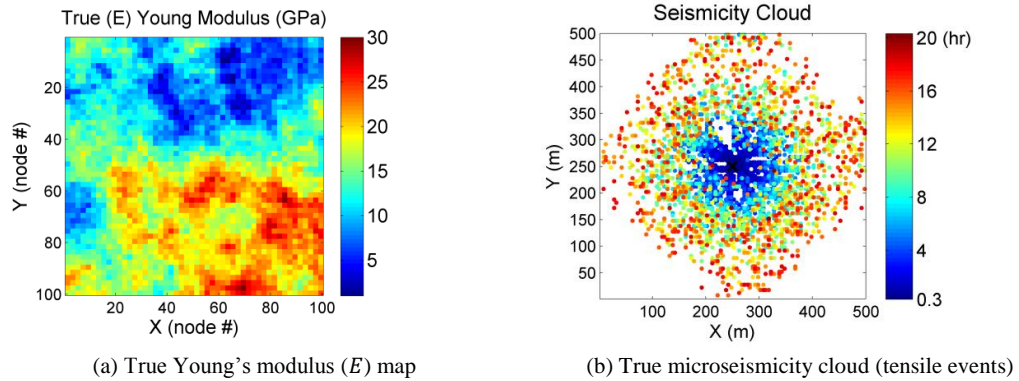 True (E) Young Modulus (GPa)
20
40
60
80
100
Y (node #)
20 40 60 80 100
X (node #)
30
25
20
15
10
5
(a) True Young's modulus (E) map
Seismicity Cloud
500
450
400
350
300
250
200
150
100
50
Y (m)
100 200 300 400 500
X (m)
20 (hr)
16
12
8
4
0.3
(b) True microseismicity cloud (tensile events)